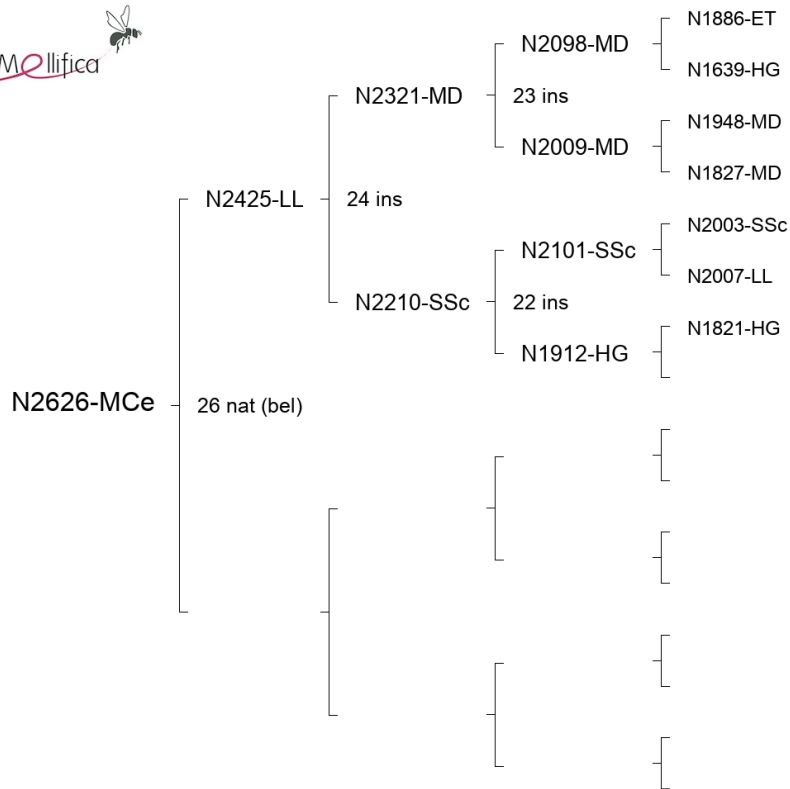 Mellifica
N1886-ET
N2098-MD
N1639-HG
N2321-MD
23 ins
N1948-MD
N2009-MD
N1827-MD
N2425-LL
24 ins
N2003-SSc
N2101-SSc
N2007-LL
N2210-SSc
22 ins
N1821-HG
N1912-HG
N2626-MCe
26 nat (bel)